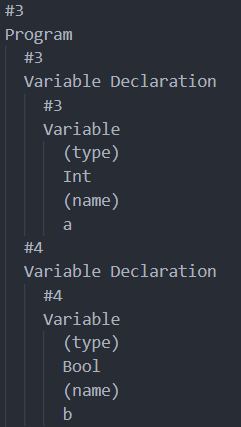 #3
Program
#3
Variable Declaration
#3
Variable
(type)
Int
(name)
a
#4
Variable Declaration
#4
Variable
(type)
Bool
(name)
b